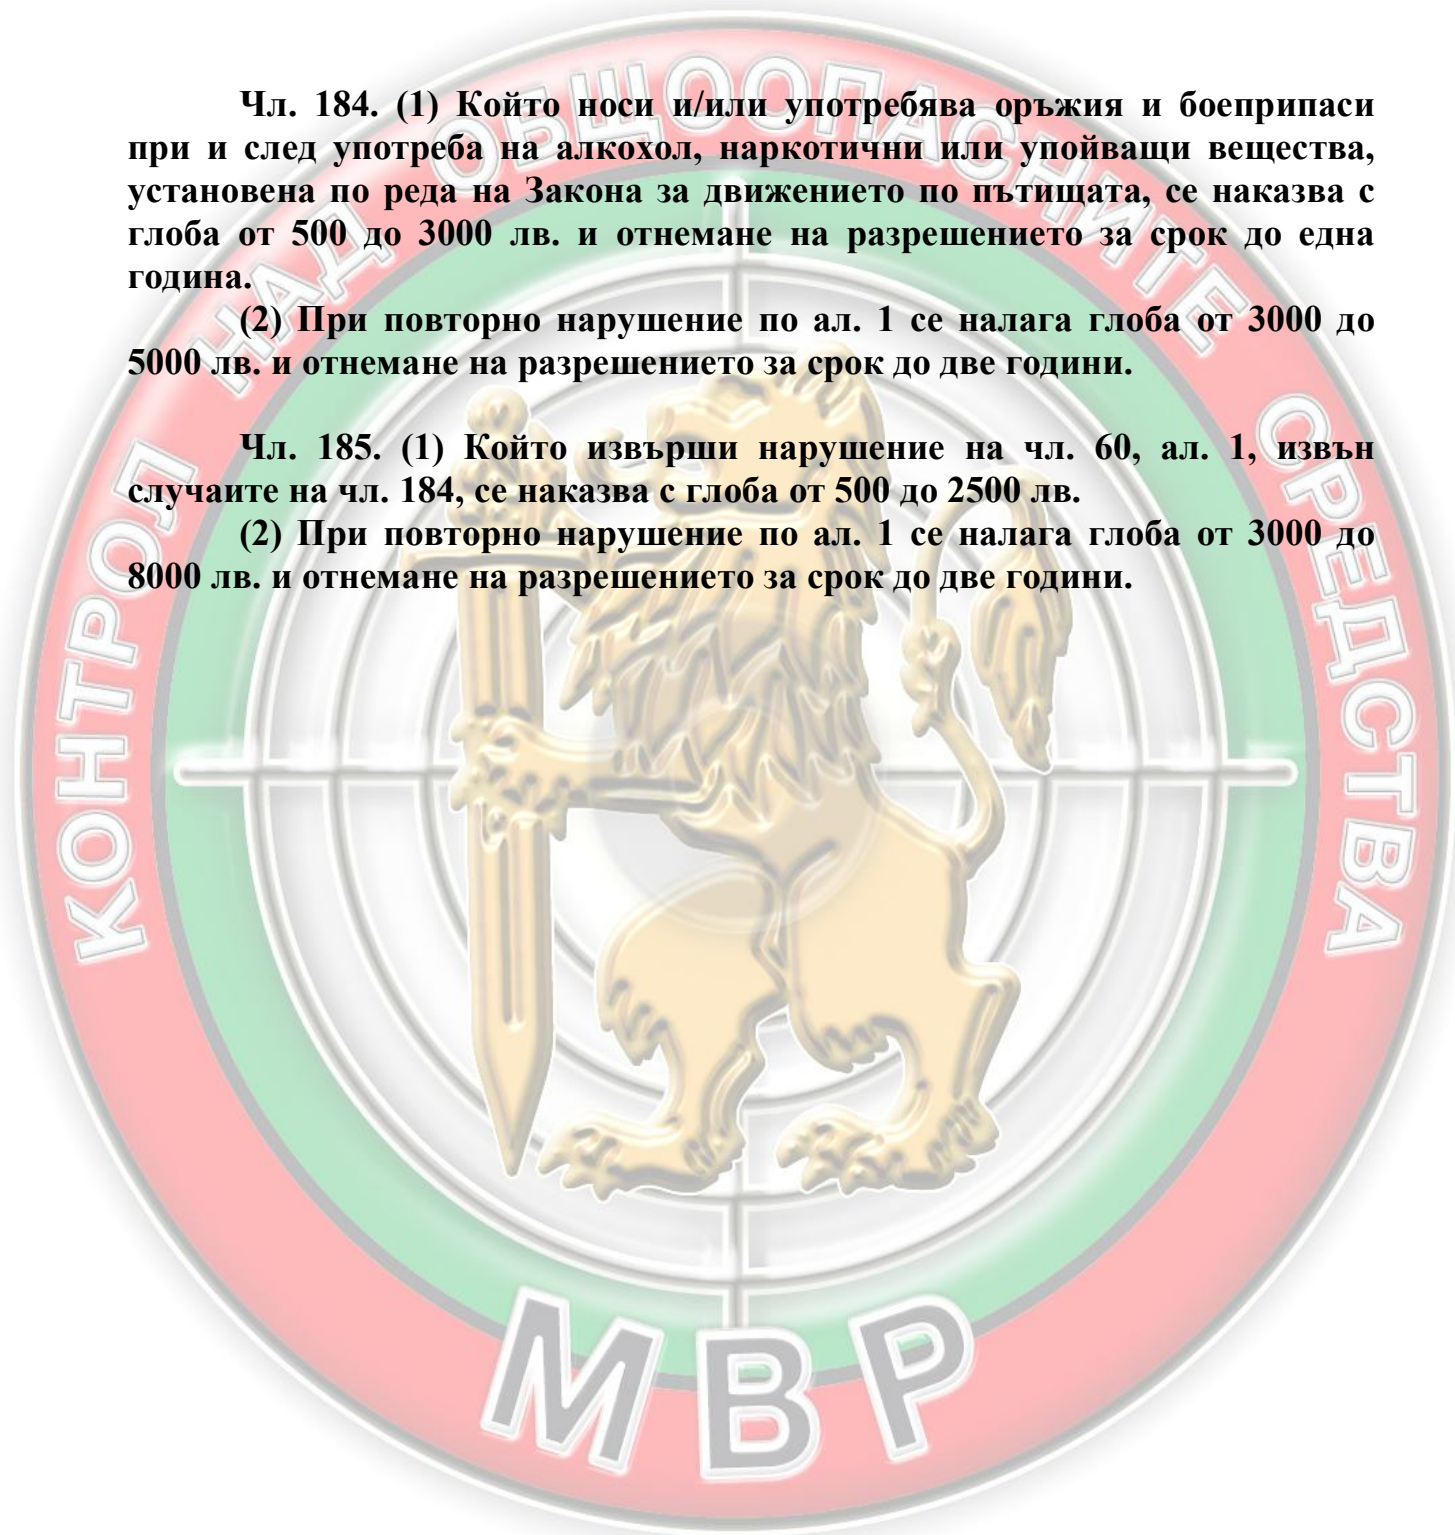 КОНТРОЛ НАД ОБЩООПАСНИТЕ СРЕДСТВА
Чл. 184. (1) Който носи и/или употребява оръжия и боеприпаси
при и след употреба на алкохол, наркотични или упойващи вещества,
установена по реда на Закона за движението по пътищата, се наказва с
глоба от 500 до 3000 лв. и отнемане на разрешението за срок до една
година.
(2) При повторно нарушение по ал. 1 се налага глоба от 3000 до
5000 лв. и отнемане на разрешението за срок до две години.
Чл. 185. (1) Който извърши нарушение на чл. 60, ал. 1, извън
случаите на чл. 184, се наказва с глоба от 500 до 2500 лв.
(2) При повторно нарушение по ал. 1 се налага глоба от 3000 до
8000 лв. и отнемане на разрешението за срок до две години.
МВР